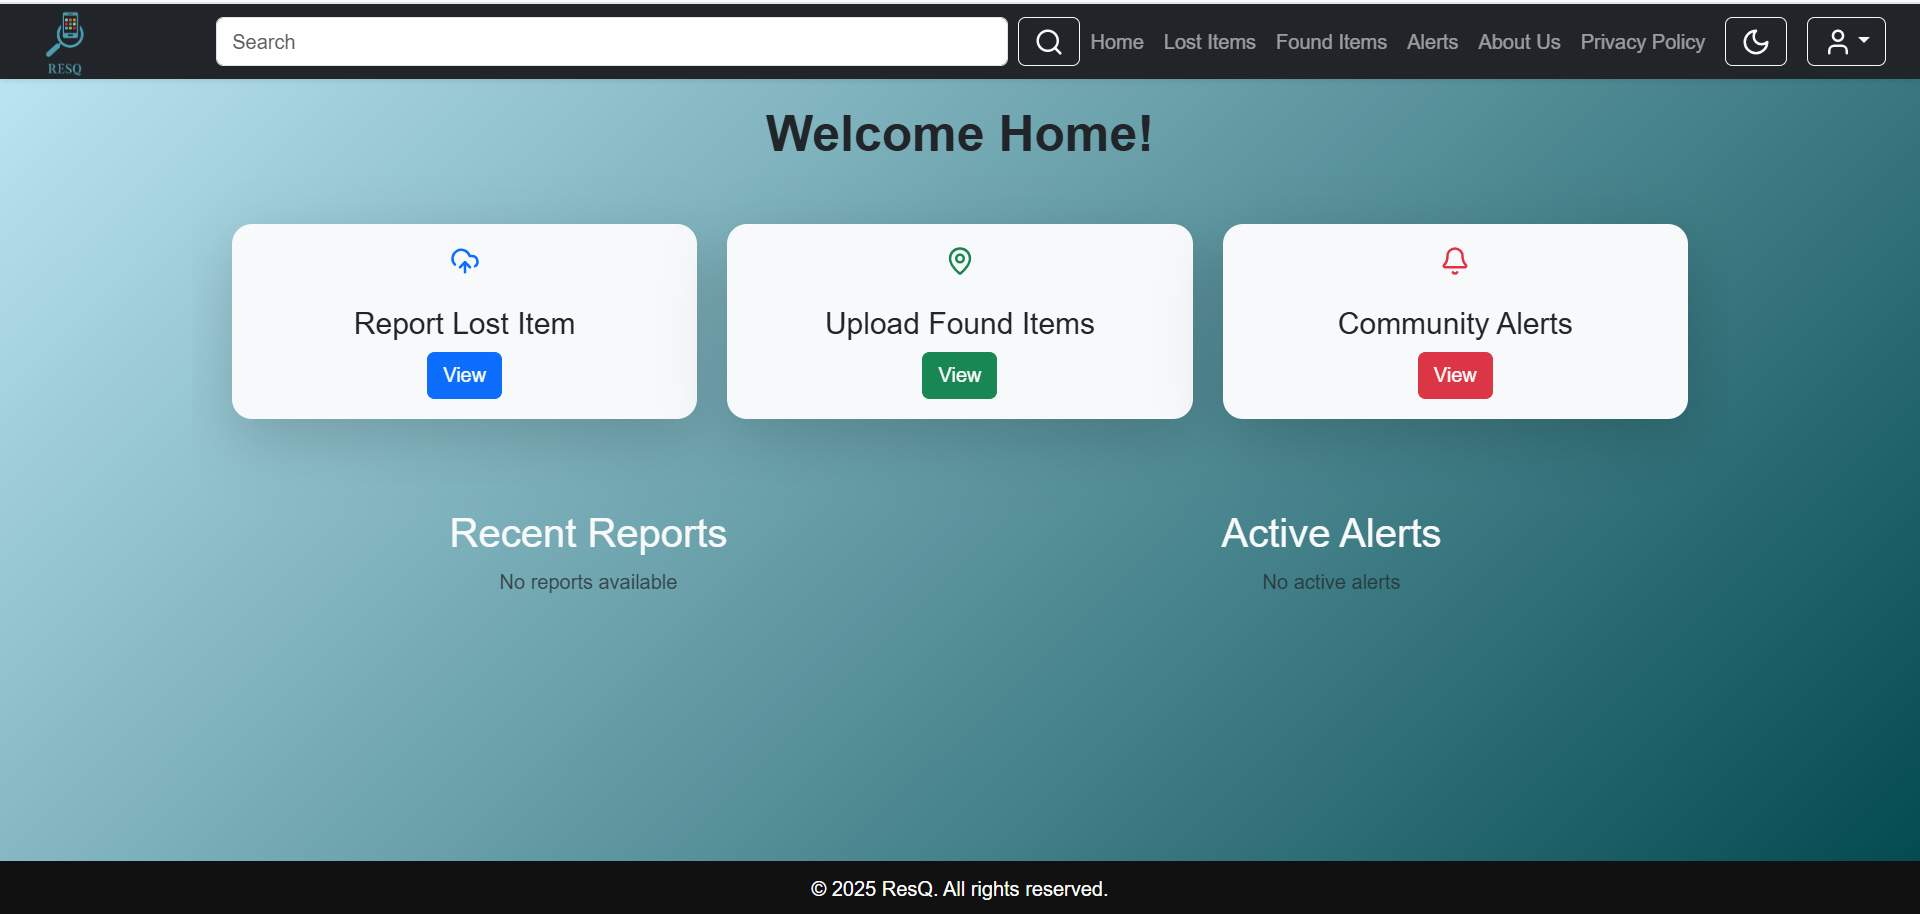 RESQ
Search
Home Lost Items Found Items Alerts About Us Privacy Policy
Welcome Home!
Report Lost Item
View
Upload Found Items
View
Community Alerts
View
Recent Reports
No reports available
Active Alerts
No active alerts
© 2025 ResQ. All rights reserved.